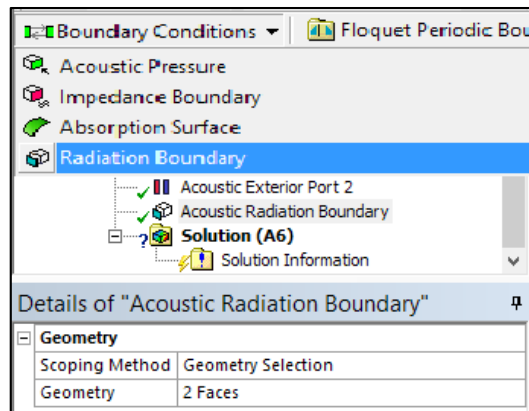 Boundary Conditions Floquet Periodic Bou
Acoustic Pressure
Impedance Boundary
Absorption Surface
Radiation Boundary
Acoustic Exterior Port 2
Acoustic Radiation Boundary
Solution (A6)
Solution Information
Details of "Acoustic Radiation Boundary"
Geometry
Scoping Method Geometry Selection
Geometry 2 Faces